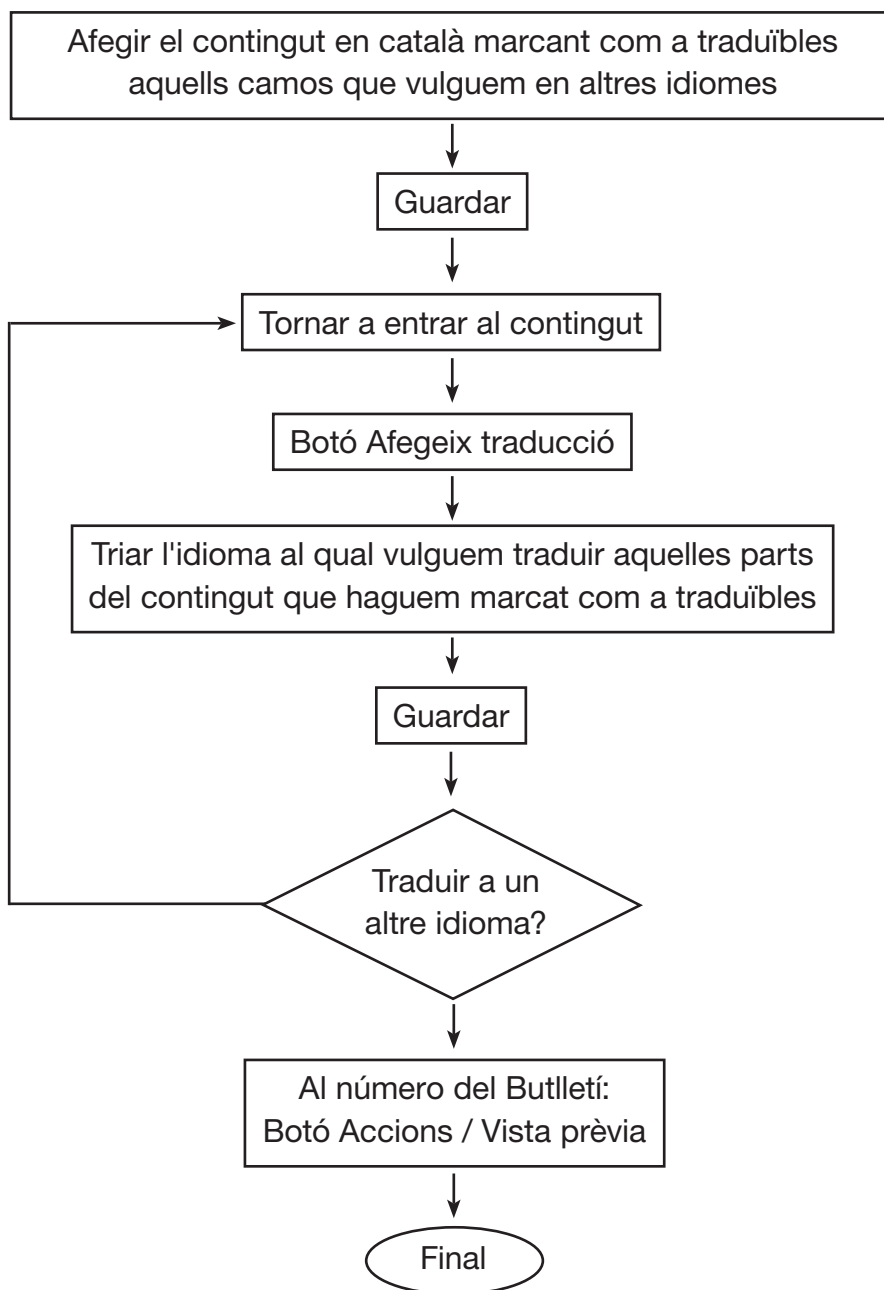 Afegir el contingut en català marcant com a traduïbles
aquells camos que vulguem en altres idiomes
Guardar
Tornar a entrar al contingut
Botó Afegeix traducció
Triar l'idioma al qual vulguem traduir aquelles parts
del contingut que haguem marcat com a traduïbles
Guardar
Traduir a un
altre idioma?
Al número del Butlletí:
Botó Accions / Vista prèvia
Final